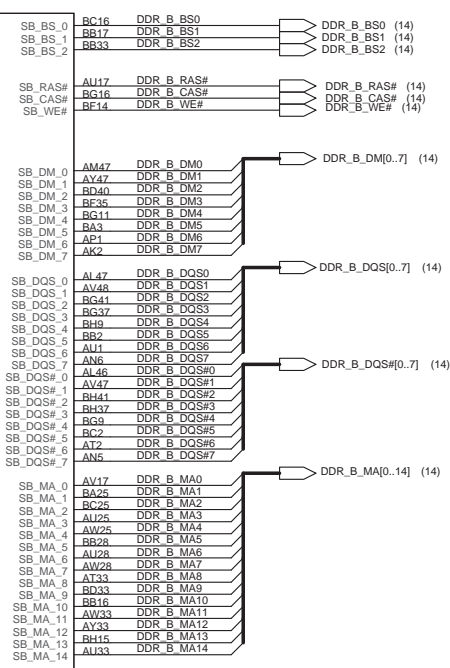 SB_BS_0 BC16 DDR_B_BS0 DDR_B_BS0 (14)
SB_BS_1 BB17 DDR_B_BS1 DDR_B_BS1 (14)
SB_BS_2 BB33 DDR_B_BS2 DDR_B_BS2 (14)
SB_RAS# AU17 DDR_B_RAS# DDR_B_RAS# (14)
SB_CAS# BG16 DDR_B_CAS# DDR_B_CAS# (14)
SB_WE# BF14 DDR_B_WE# DDR_B_WE# (14)
DDR_B_DM[0..7] (14)
SB_DM_0 AM47 DDR_B_DM0
SB_DM_1 AY47 DDR_B_DM1
SB_DM_2 BD40 DDR_B_DM2
SB_DM_3 BF35 DDR_B_DM3
SB_DM_4 BG11 DDR_B_DM4
SB_DM_5 BA3 DDR_B_DM5
SB_DM_6 AP1 DDR_B_DM6
SB_DM_7 AK2 DDR_B_DM7
DDR_B_DQS[0..7] (14)
SB_DQS_0 AL47 DDR_B_DQS0
SB_DQS_1 AV48 DDR_B_DQS1
SB_DQS_2 BG41 DDR_B_DQS2
SB_DQS_3 BG37 DDR_B_DQS3
SB_DQS_4 BH9 DDR_B_DQS4
SB_DQS_5 BB2 DDR_B_DQS5
SB_DQS_6 AU1 DDR_B_DQS6
SB_DQS_7 AN6 DDR_B_DQS7
DDR_B_DQS#[0..7] (14)
SB_DQS#_0 AL46 DDR_B_DQS#0
SB_DQS#_1 AV47 DDR_B_DQS#1
SB_DQS#_2 BH41 DDR_B_DQS#2
SB_DQS#_3 BH37 DDR_B_DQS#3
SB_DQS#_4 BG9 DDR_B_DQS#4
SB_DQS#_5 BC2 DDR_B_DQS#5
SB_DQS#_6 AT2 DDR_B_DQS#6
SB_DQS#_7 AN5 DDR_B_DQS#7
DDR_B_MA[0..14] (14)
SB_MA_0 AV17 DDR_B_MA0
SB_MA_1 BA25 DDR_B_MA1
SB_MA_2 BC25 DDR_B_MA2
SB_MA_3 AU25 DDR_B_MA3
SB_MA_4 AW25 DDR_B_MA4
SB_MA_5 BB28 DDR_B_MA5
SB_MA_6 AU28 DDR_B_MA6
SB_MA_7 AW28 DDR_B_MA7
SB_MA_8 AT33 DDR_B_MA8
SB_MA_9 BD33 DDR_B_MA9
SB_MA_10 BB16 DDR_B_MA10
SB_MA_11 AW33 DDR_B_MA11
SB_MA_12 AY33 DDR_B_MA12
SB_MA_13 BH15 DDR_B_MA13
SB_MA_14 AU33 DDR_B_MA14